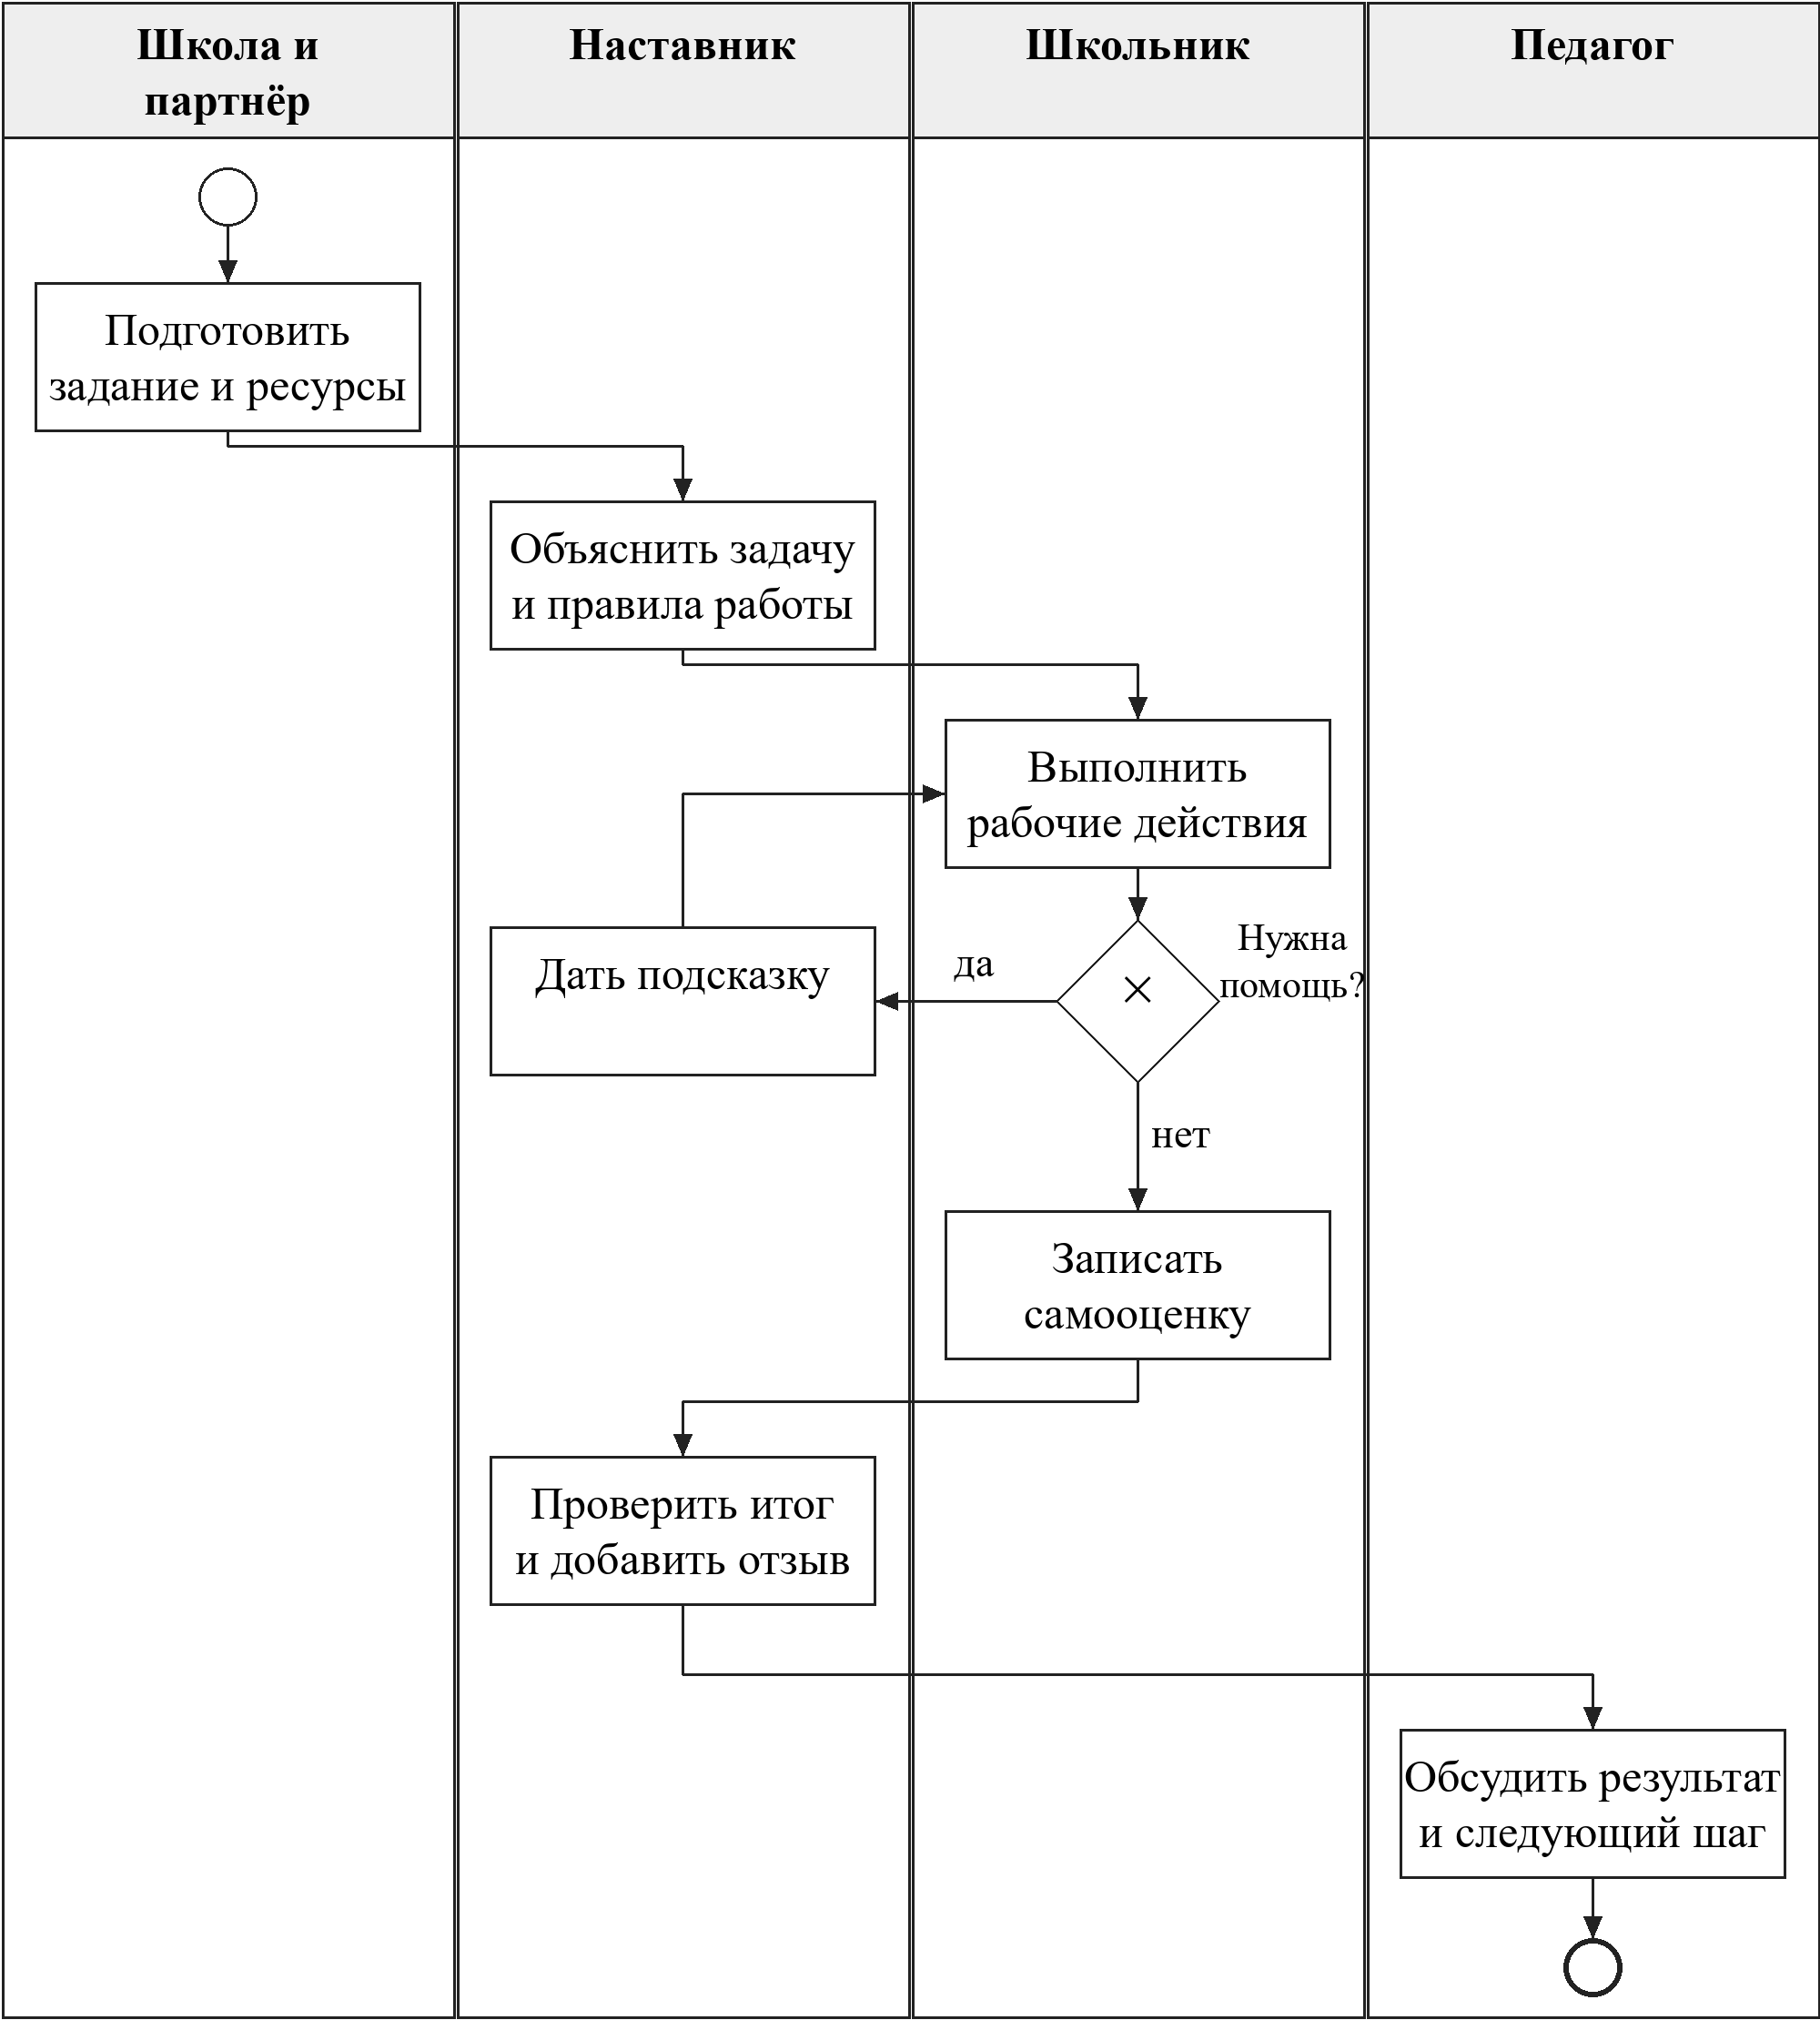 Школа и
партнёр
Наставник
Школьник
Педагог
Подготовить
задание и ресурсы
Объяснить задачу
и правила работы
Выполнить
рабочие действия
Нужна
помощь?
да
×
Дать подсказку
нет
Записать
самооценку
Проверить итог
и добавить отзыв
Обсудить результат
и следующий шаг